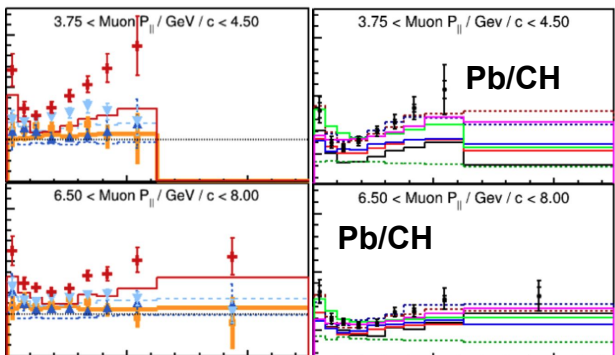 3.75 < Muon P|| / GeV / c < 4.50
3.75 < Muon P|| / Gev / c < 4.50
Pb/CH
6.50 < Muon P|| / GeV / c < 8.00
6.50 < Muon P|| / Gev / c < 8.00
Pb/CH